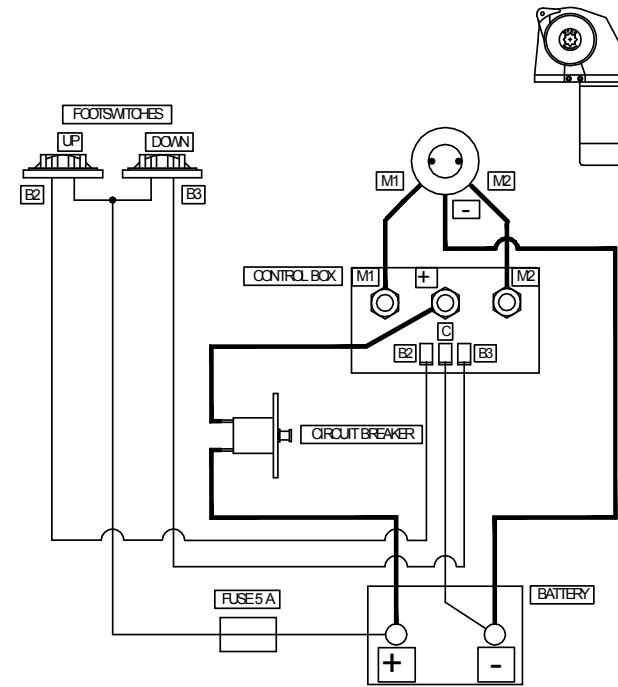 FOOTSWITCHES
UP
DOWN
B2
B3
M1
M2
-
CONTROL BOX
M1
+
M2
C
B2
B3
CIRCUIT BREAKER
FUSE 5 A
BATTERY
+
-